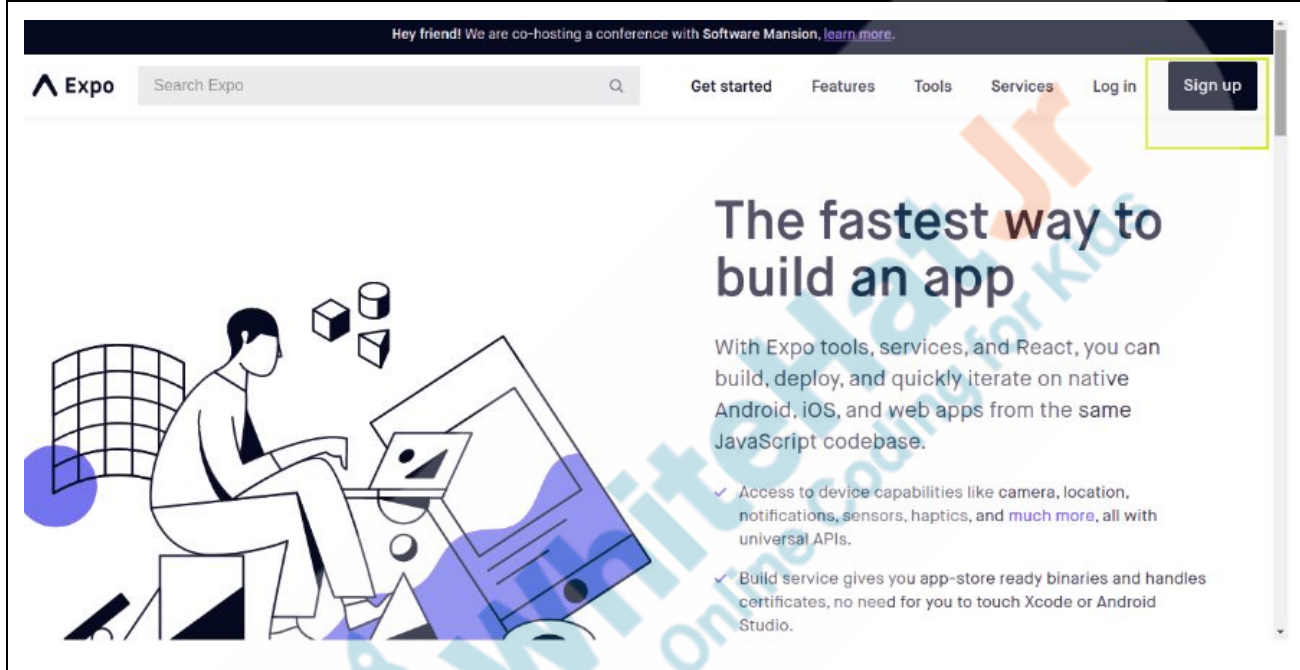 Hey friend! We are co-hosting a conference with Software Mansion, learn more.
Expo
Search Expo
Get started
Features
Tools
Services
Log in
Sign up
The fastest way to
build an app
With Expo tools, services, and React, you can
build, deploy, and quickly iterate on native
Android, iOS, and web apps from the same
JavaScript codebase.
Access to device capabilities like camera, location,
notifications, sensors, haptics, and much more, all with
universal APIs.
Build service gives you app-store ready binaries and handles
certificates, no need for you to touch Xcode or Android
Studio.
WhiteHat Jr
Online Coding for Kids